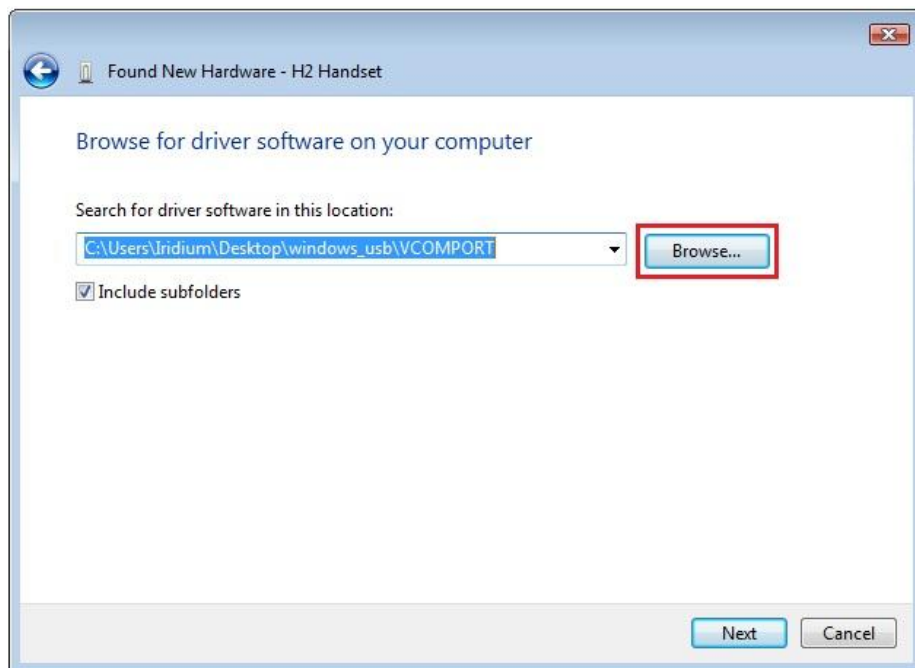 Found New Hardware - H2 Handset
Browse for driver software on your computer
Search for driver software in this location:
C:\Users\Iridium\Desktop\windows_usb\VCOMPORT
Browse...
Include subfolders
Next
Cancel